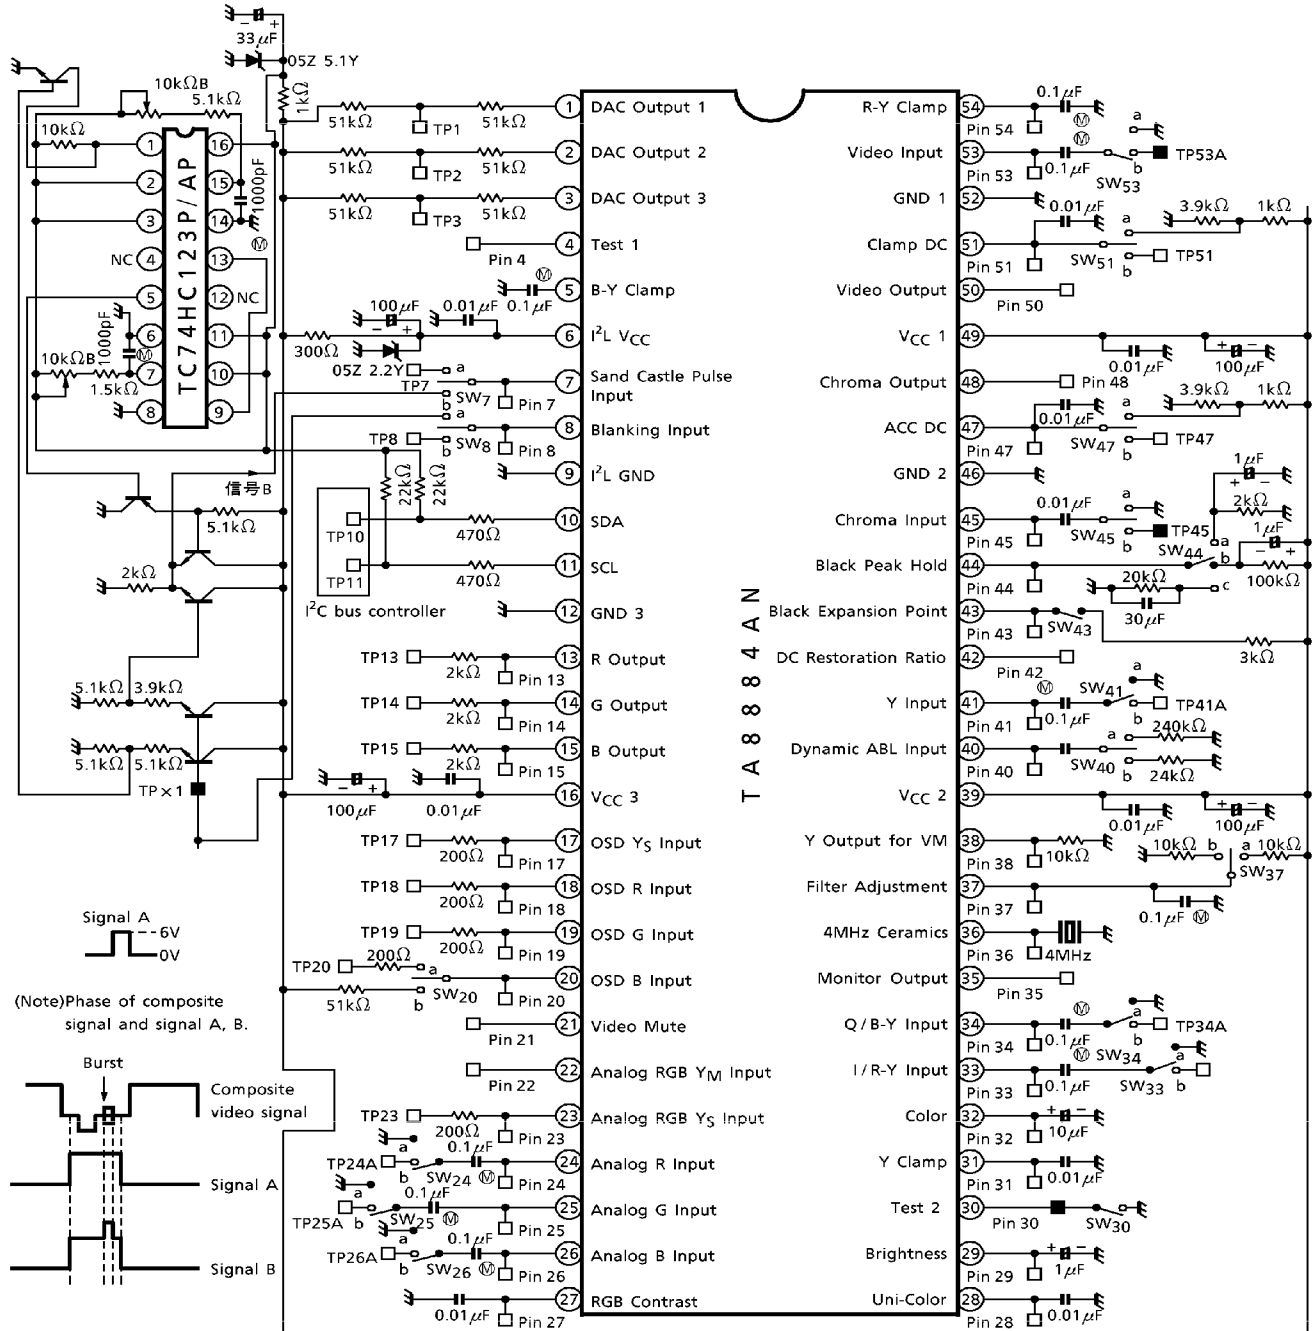 33μF
05Z 5.1Y
10kΩB
5.1kΩ
1kΩ
10kΩ
TC74HC123P/AP
1
2
3
NC 4
5
6
7
8
16
15
14
13
12 NC
11
10
9
1000pF
M
1000pF
M
10kΩB
1.5kΩ
信号B
5.1kΩ
2kΩ
5.1kΩ 3.9kΩ
5.1kΩ 5.1kΩ
TP×1
Signal A
6V
0V
(Note)Phase of composite
signal and signal A, B.
Burst
Composite
video signal
Signal A
Signal B
TA8884AN
51kΩ TP1 51kΩ 1 DAC Output 1
51kΩ TP2 51kΩ 2 DAC Output 2
51kΩ TP3 51kΩ 3 DAC Output 3
Pin 4 4 Test 1
0.1μF M 5 B-Y Clamp
300Ω 100μF 0.01μF 6 I²L VCC
05Z 2.2Y
TP7 a b SW7 Pin 7 7 Sand Castle Pulse
Input
TP8 a b SW8 Pin 8 8 Blanking Input
9 I²L GND
22kΩ 22kΩ
TP10 470Ω 10 SDA
TP11 470Ω 11 SCL
I²C bus controller
12 GND 3
TP13 2kΩ Pin 13 13 R Output
TP14 2kΩ Pin 14 14 G Output
TP15 2kΩ Pin 15 15 B Output
100μF 0.01μF 16 VCC 3
TP17 200Ω Pin 17 17 OSD YS Input
TP18 200Ω Pin 18 18 OSD R Input
TP19 200Ω Pin 19 19 OSD G Input
TP20 200Ω a b SW20 51kΩ Pin 20 20 OSD B Input
Pin 21 21 Video Mute
Pin 22 22 Analog RGB YM Input
TP23 200Ω Pin 23 23 Analog RGB YS Input
TP24A a b SW24 0.1μF M Pin 24 24 Analog R Input
TP25A a b SW25 0.1μF M Pin 25 25 Analog G Input
TP26A a b SW26 0.1μF M Pin 26 26 Analog B Input
0.01μF Pin 27 27 RGB Contrast
R-Y Clamp 54 Pin 54 0.1μF M
Video Input 53 Pin 53 0.1μF M SW53 a b TP53A
GND 1 52
Clamp DC 51 Pin 51 0.01μF SW51 a b TP51 3.9kΩ 1kΩ
Video Output 50 Pin 50
VCC 1 49 0.01μF 100μF
Chroma Output 48 Pin 48
ACC DC 47 Pin 47 0.01μF SW47 a b TP47 3.9kΩ 1kΩ
GND 2 46
Chroma Input 45 Pin 45 0.01μF SW45 a b TP45
1μF
2kΩ
1μF
Black Peak Hold 44 Pin 44 SW44 a b c 100kΩ
20kΩ
30μF
Black Expansion Point 43 Pin 43 SW43 3kΩ
DC Restoration Ratio 42 Pin 42
Y Input 41 Pin 41 M 0.1μF SW41 a b TP41A
Dynamic ABL Input 40 Pin 40 SW40 a b 240kΩ 24kΩ
VCC 2 39 0.01μF 100μF
Y Output for VM 38 Pin 38 10kΩ
10kΩ b a 10kΩ SW37
Filter Adjustment 37 Pin 37 0.1μF M
4MHz Ceramics 36 Pin 36 4MHz
Monitor Output 35 Pin 35
Q/B-Y Input 34 Pin 34 0.1μF M SW34 a b TP34A
I/R-Y Input 33 Pin 33 0.1μF M SW33 a b
Color 32 Pin 32 10μF
Y Clamp 31 Pin 31 0.01μF
Test 2 30 Pin 30 SW30
Brightness 29 Pin 29 1μF
Uni-Color 28 Pin 28 0.01μF